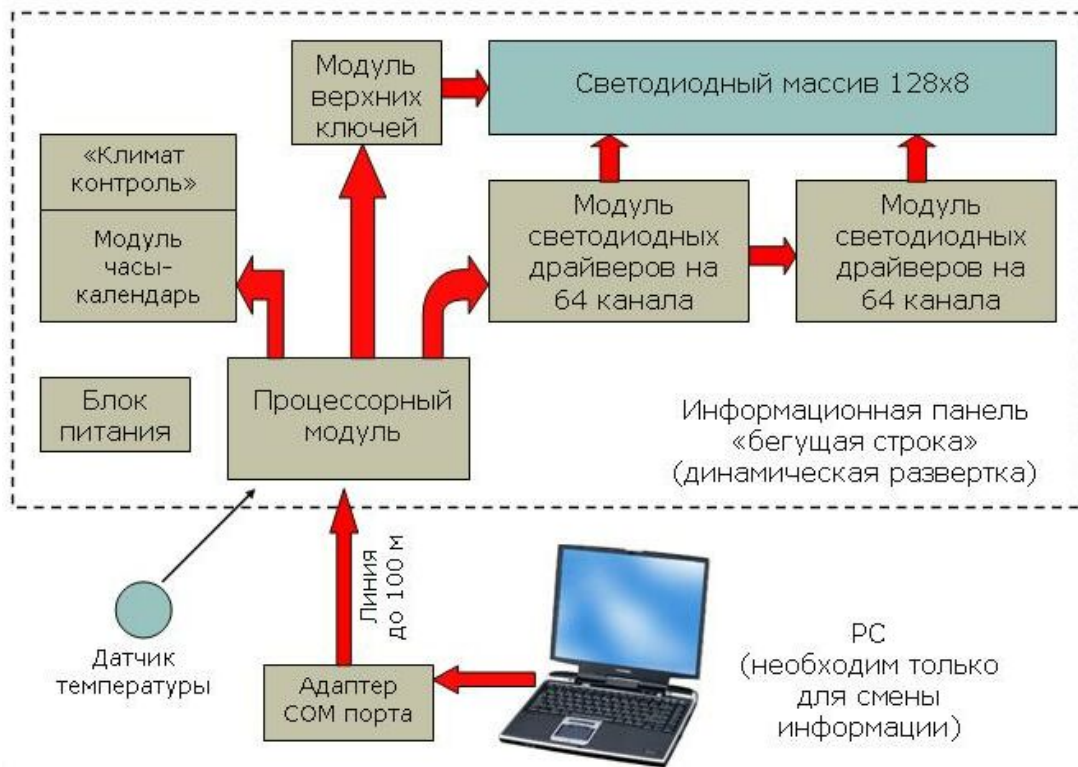 Модуль
верхних
ключей
Светодиодный массив 128x8
«Климат
контроль»
Модуль
часы-
календарь
Модуль
светодиодных
драйверов на
64 канала
Модуль
светодиодных
драйверов на
64 канала
Блок
питания
Процессорный
модуль
Информационная панель
«бегущая строка»
(динамическая развертка)
Линия
до 100 м
Датчик
температуры
Адаптер
COM порта
PC
(необходим только
для смены
информации)